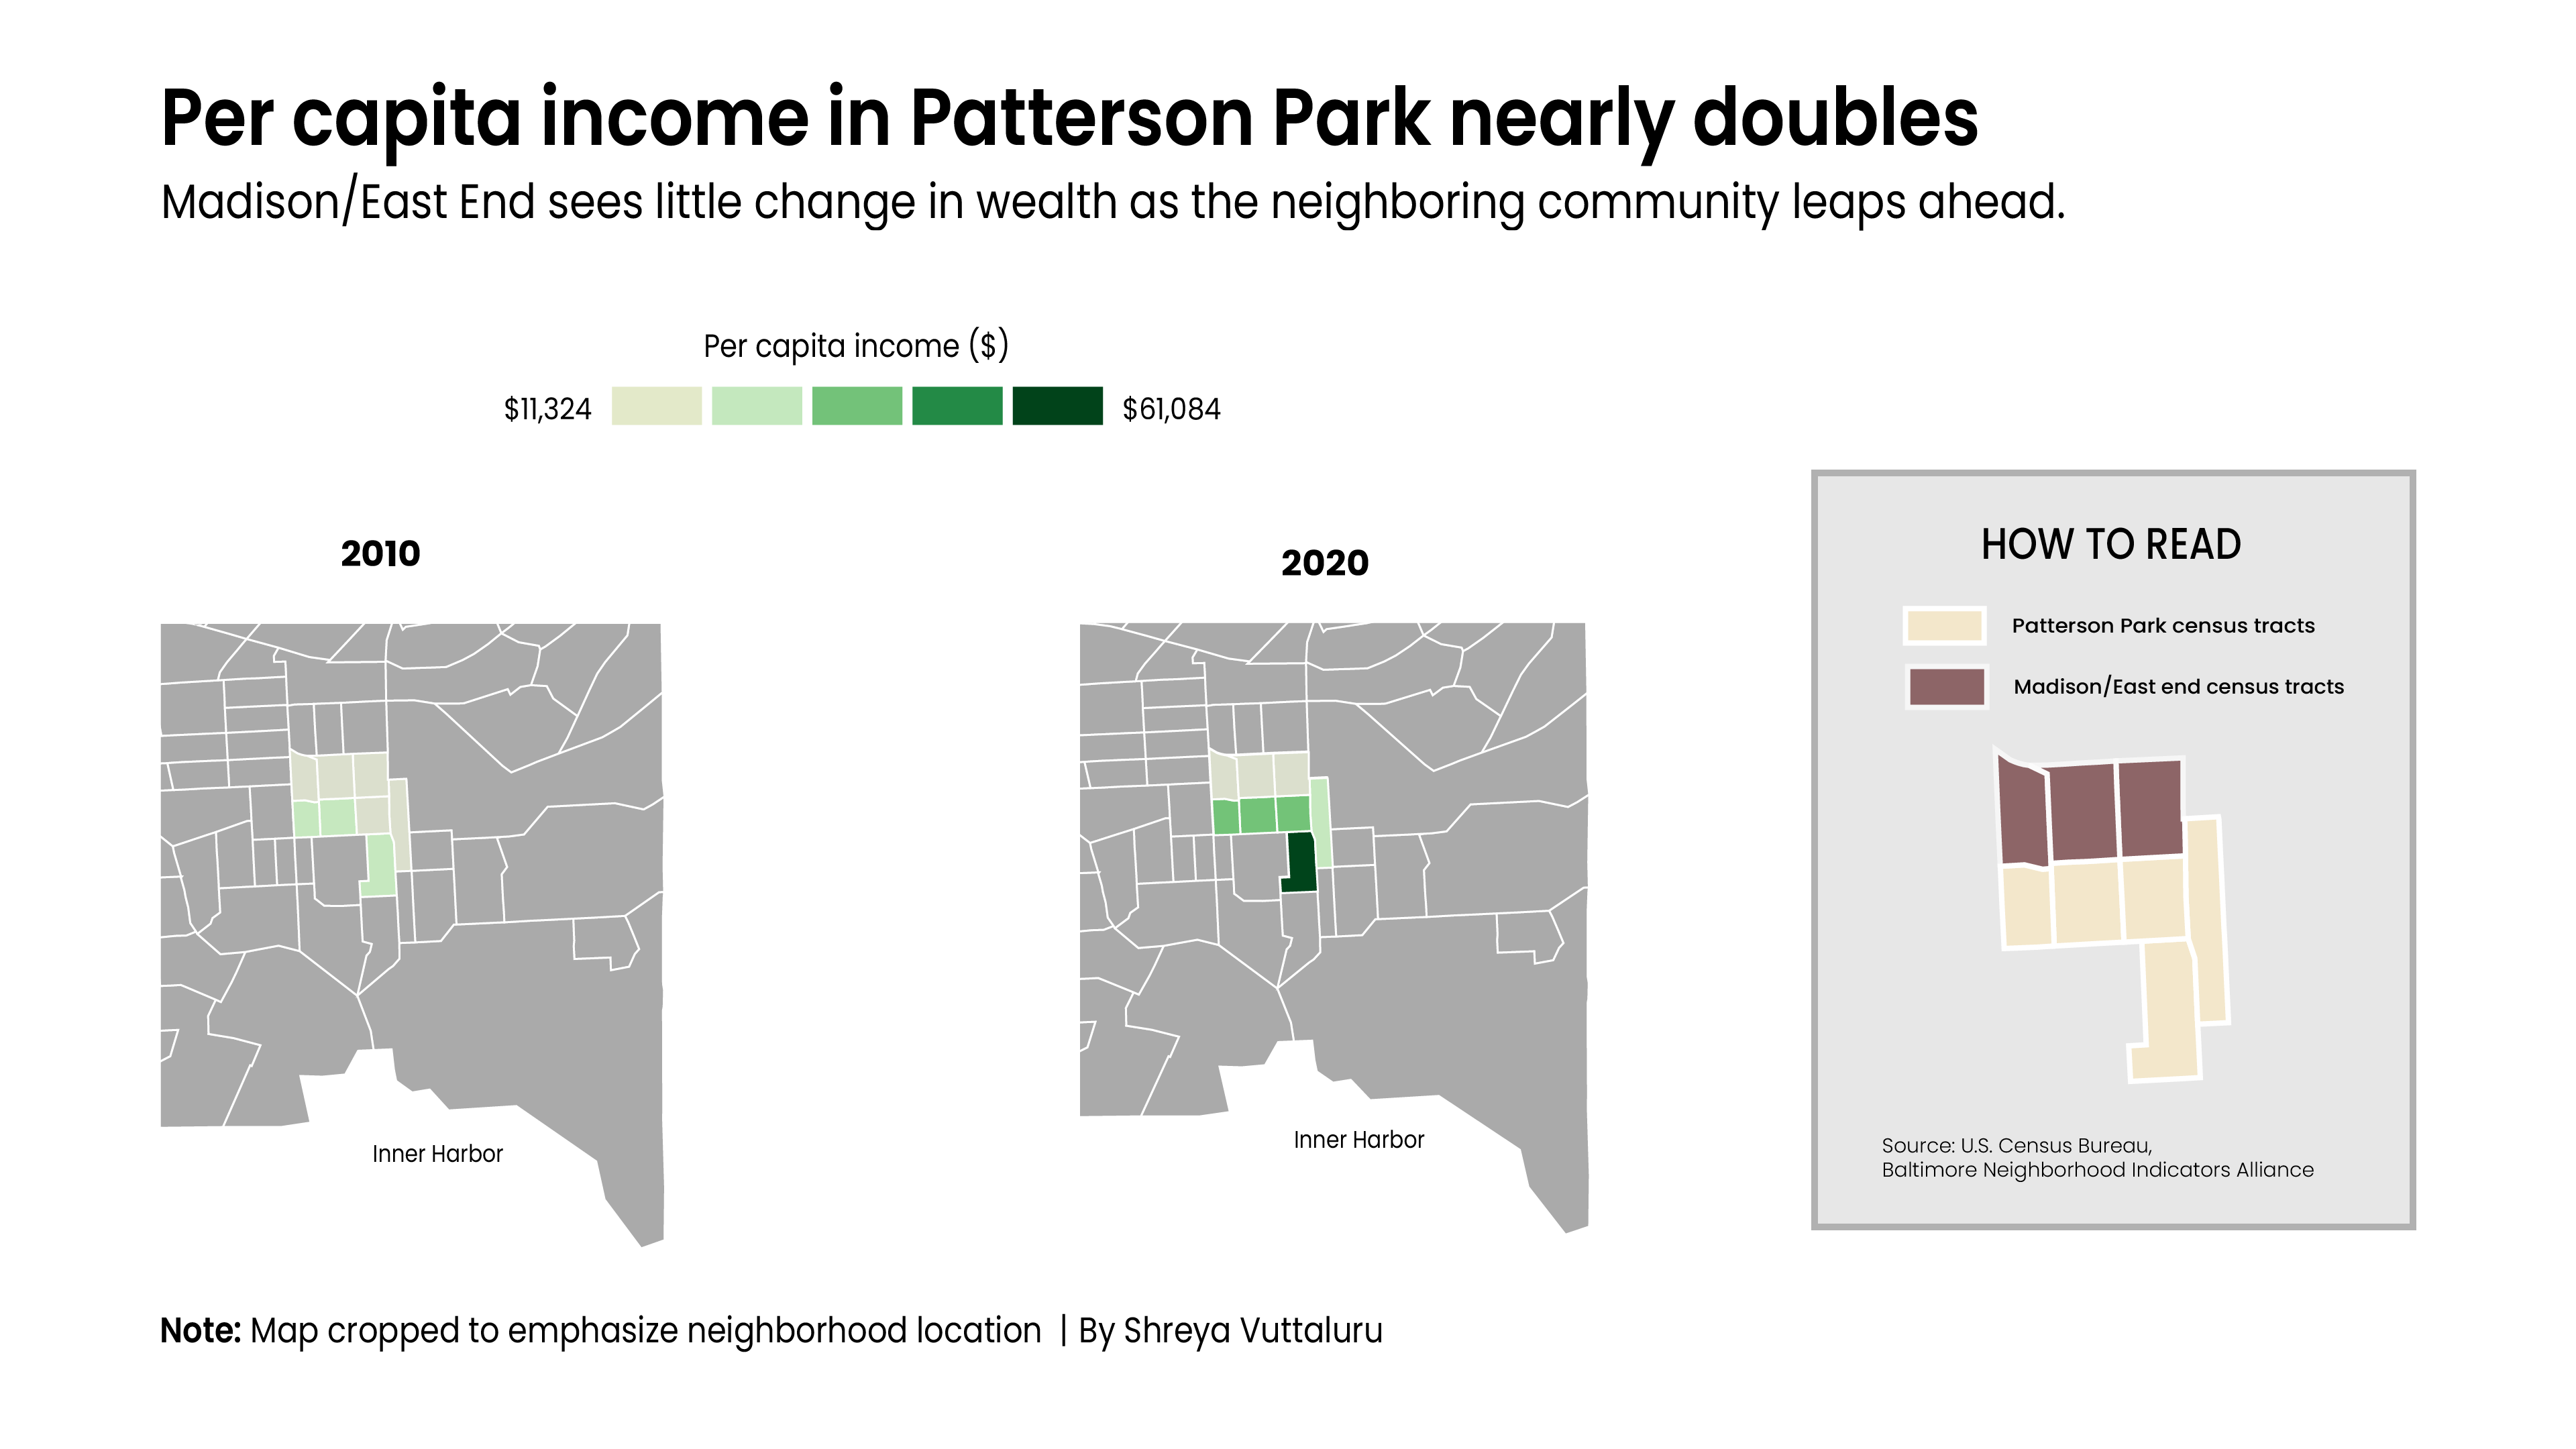 Per capita income in Patterson Park nearly doubles
Madison/East End sees little change in wealth as the neighboring community leaps ahead.
Per capita income ($)
$11,324
$61,084
2010
2020
Inner Harbor
Inner Harbor
HOW TO READ
Patterson Park census tracts
Madison/East end census tracts
Source: U.S. Census Bureau,
Baltimore Neighborhood Indicators Alliance
Note: Map cropped to emphasize neighborhood location | By Shreya Vuttaluru